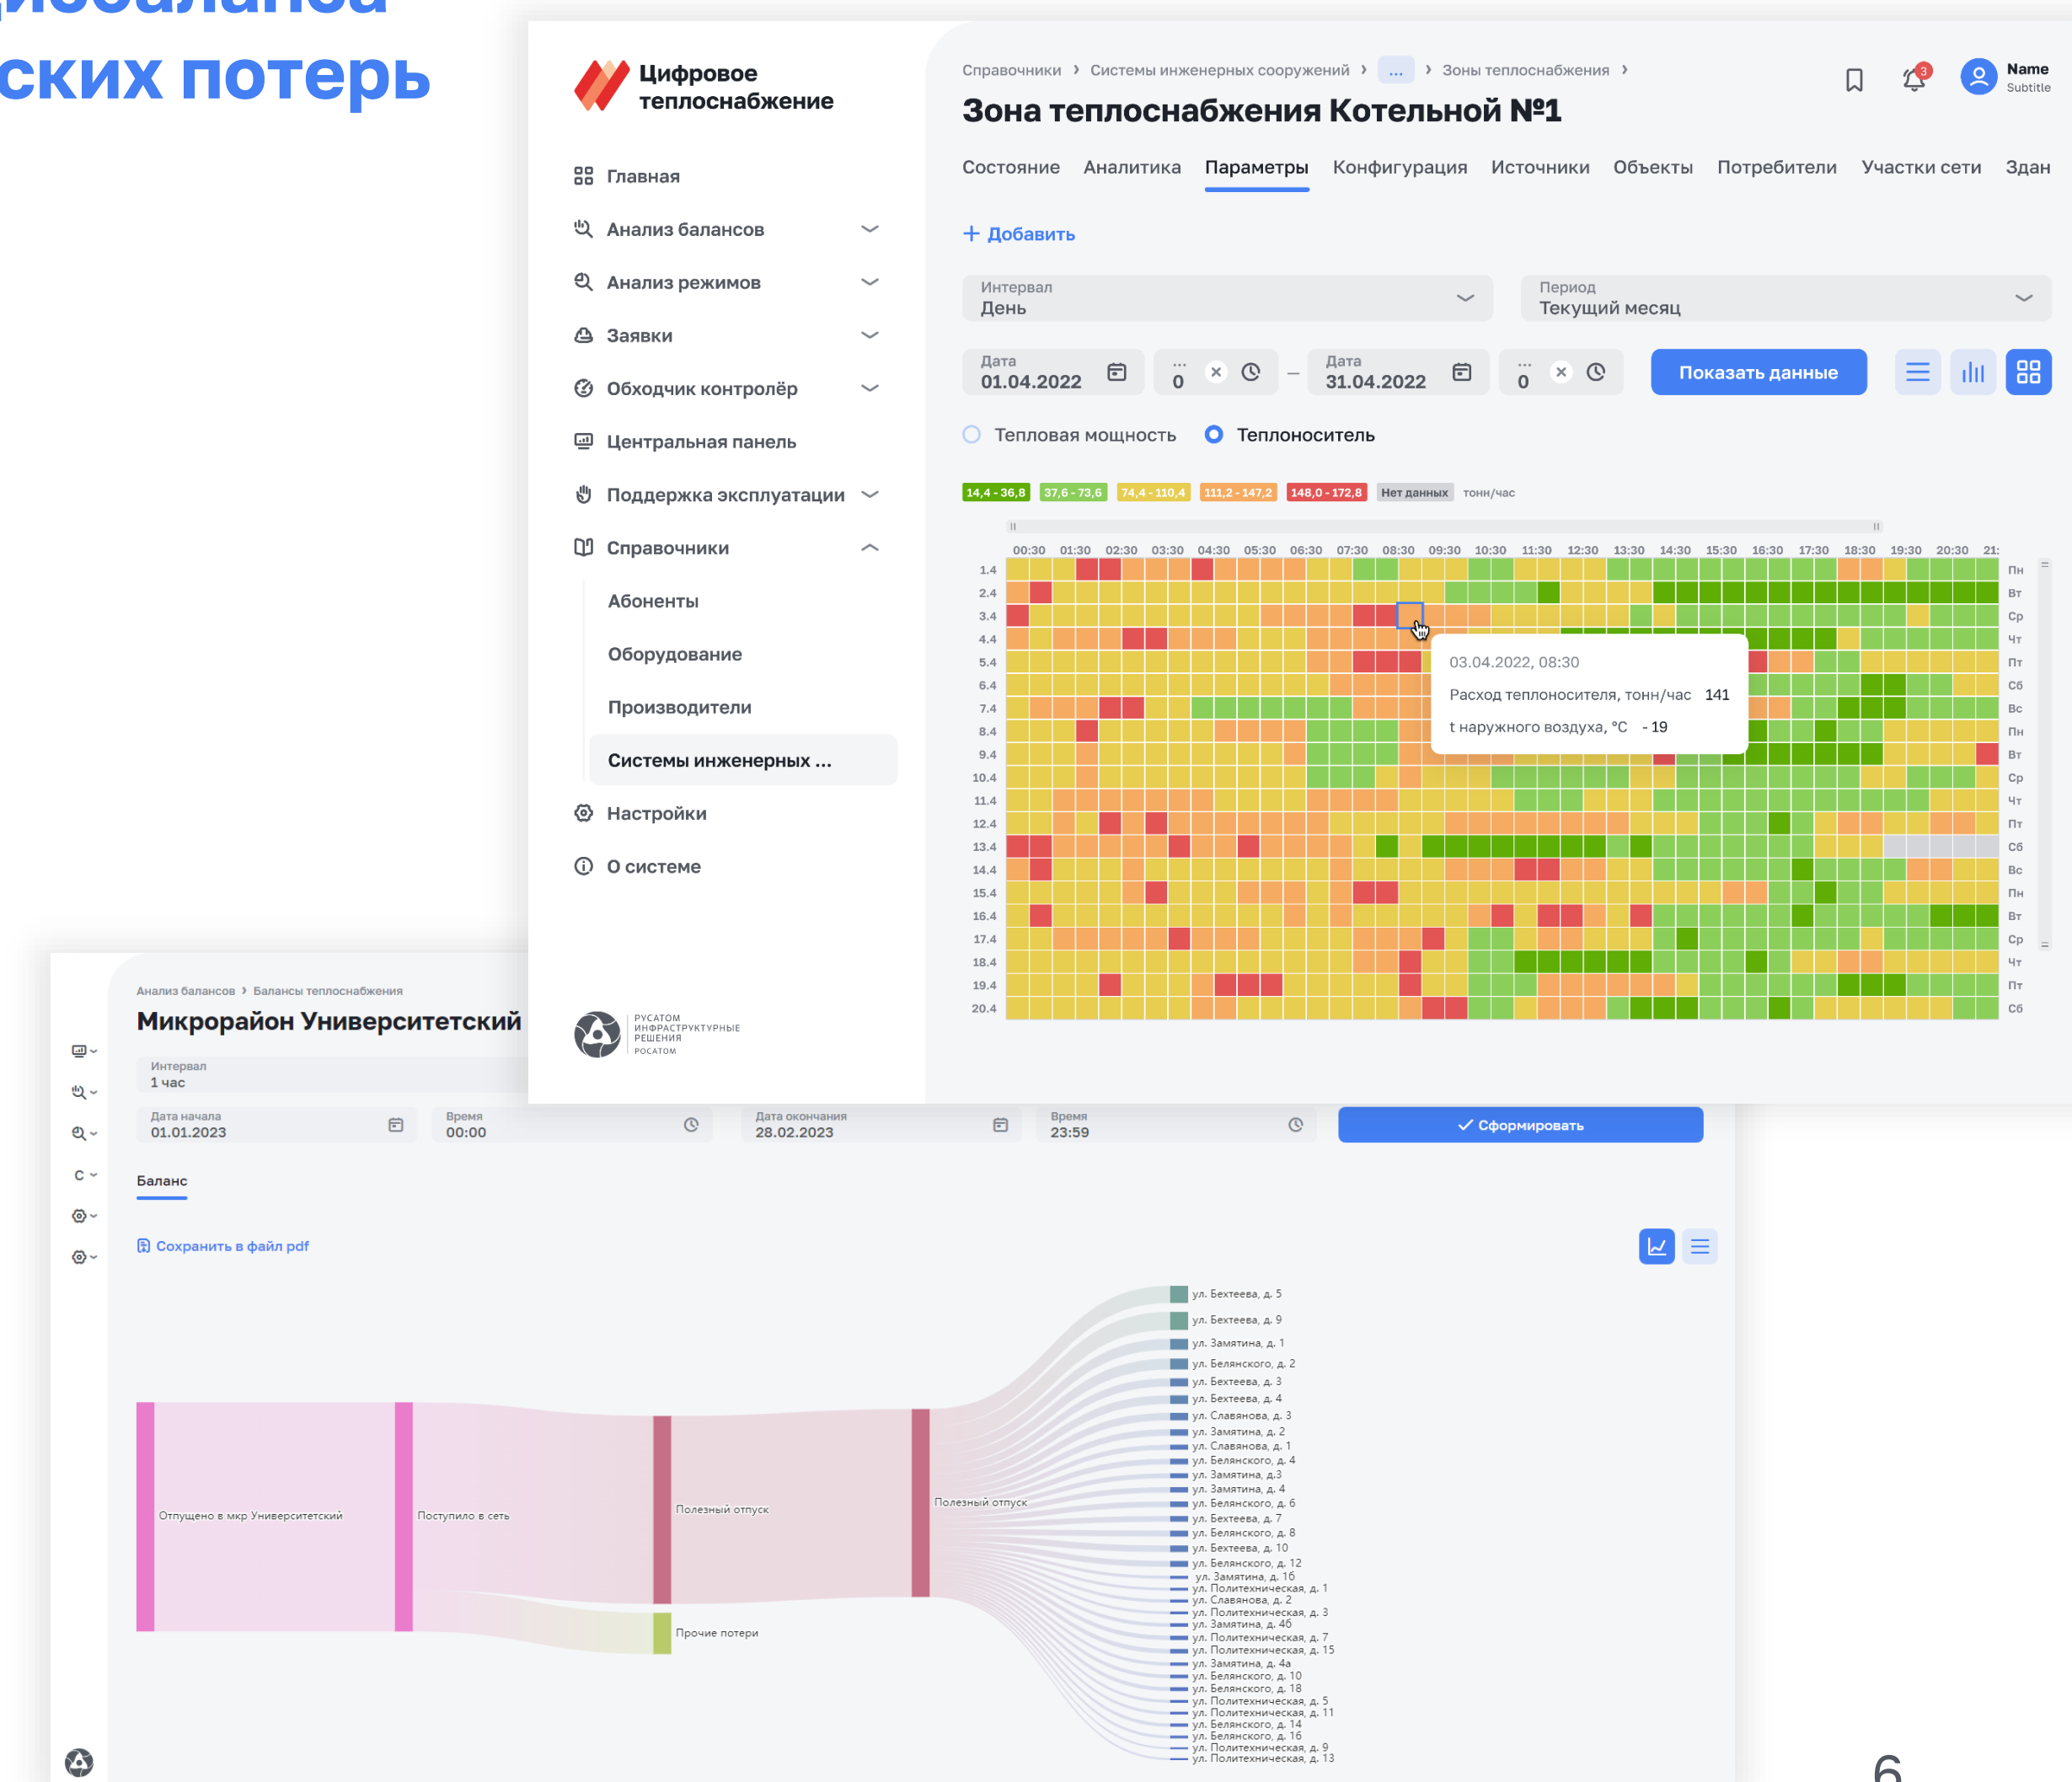 ских потерь
Цифровое
теплоснабжение
Главная
Анализ балансов
Анализ режимов
Заявки
Обходчик контролёр
Центральная панель
Поддержка эксплуатации
Справочники
Абоненты
Оборудование
Производители
Системы инженерных ...
Настройки
О системе
РУСАТОМ
ИНФРАСТРУКТУРНЫЕ
РЕШЕНИЯ
РОСАТОМ
Справочники > Системы инженерных сооружений > ... > Зоны теплоснабжения >
3
Name
Subtitle
Зона теплоснабжения Котельной №1
Состояние Аналитика Параметры Конфигурация Источники Объекты Потребители Участки сети Здан
+ Добавить
Интервал
День
Период
Текущий месяц
Дата
01.04.2022
...
0
–
Дата
31.04.2022
...
0
Показать данные
Тепловая мощность Теплоноситель
14,4 - 36,8 37,6 - 73,6 74,4 - 110,4 111,2 - 147,2 148,0 - 172,8 Нет данных тонн/час
00:30 01:30 02:30 03:30 04:30 05:30 06:30 07:30 08:30 09:30 10:30 11:30 12:30 13:30 14:30 15:30 16:30 17:30 18:30 19:30 20:30 21:
1.4 Пн
2.4 Вт
3.4 Ср
4.4 Чт
5.4 Пт
6.4 Сб
7.4 Вс
8.4 Пн
9.4 Вт
10.4 Ср
11.4 Чт
12.4 Пт
13.4 Сб
14.4 Вс
15.4 Пн
16.4 Вт
17.4 Ср
18.4 Чт
19.4 Пт
20.4 Сб
03.04.2022, 08:30
Расход теплоносителя, тонн/час 141
t наружного воздуха, °C - 19
Анализ балансов > Балансы теплоснабжения
Микрорайон Университетский
Интервал
1 час
Дата начала
01.01.2023
Время
00:00
Дата окончания
28.02.2023
Время
23:59
Сформировать
С
Баланс
Сохранить в файл pdf
Отпущено в мкр Университетский
Поступило в сеть
Полезный отпуск
Прочие потери
Полезный отпуск
ул. Бехтеева, д. 5
ул. Бехтеева, д. 9
ул. Замятина, д. 1
ул. Белянского, д. 2
ул. Бехтеева, д. 3
ул. Бехтеева, д. 4
ул. Славянова, д. 3
ул. Замятина, д. 2
ул. Славянова, д. 1
ул. Белянского, д. 4
ул. Замятина, д.3
ул. Замятина, д. 4
ул. Белянского, д. 6
ул. Бехтеева, д. 7
ул. Белянского, д. 8
ул. Бехтеева, д. 10
ул. Белянского, д. 12
ул. Замятина, д. 1б
ул. Политехническая, д. 1
ул. Славянова, д. 2
ул. Политехническая, д. 3
ул. Замятина, д. 4б
ул. Политехническая, д. 7
ул. Политехническая, д. 15
ул. Замятина, д. 4а
ул. Белянского, д. 10
ул. Белянского, д. 18
ул. Политехническая, д. 5
ул. Политехническая, д. 11
ул. Белянского, д. 14
ул. Белянского, д. 16
ул. Политехническая, д. 9
ул. Политехническая, д. 13
6